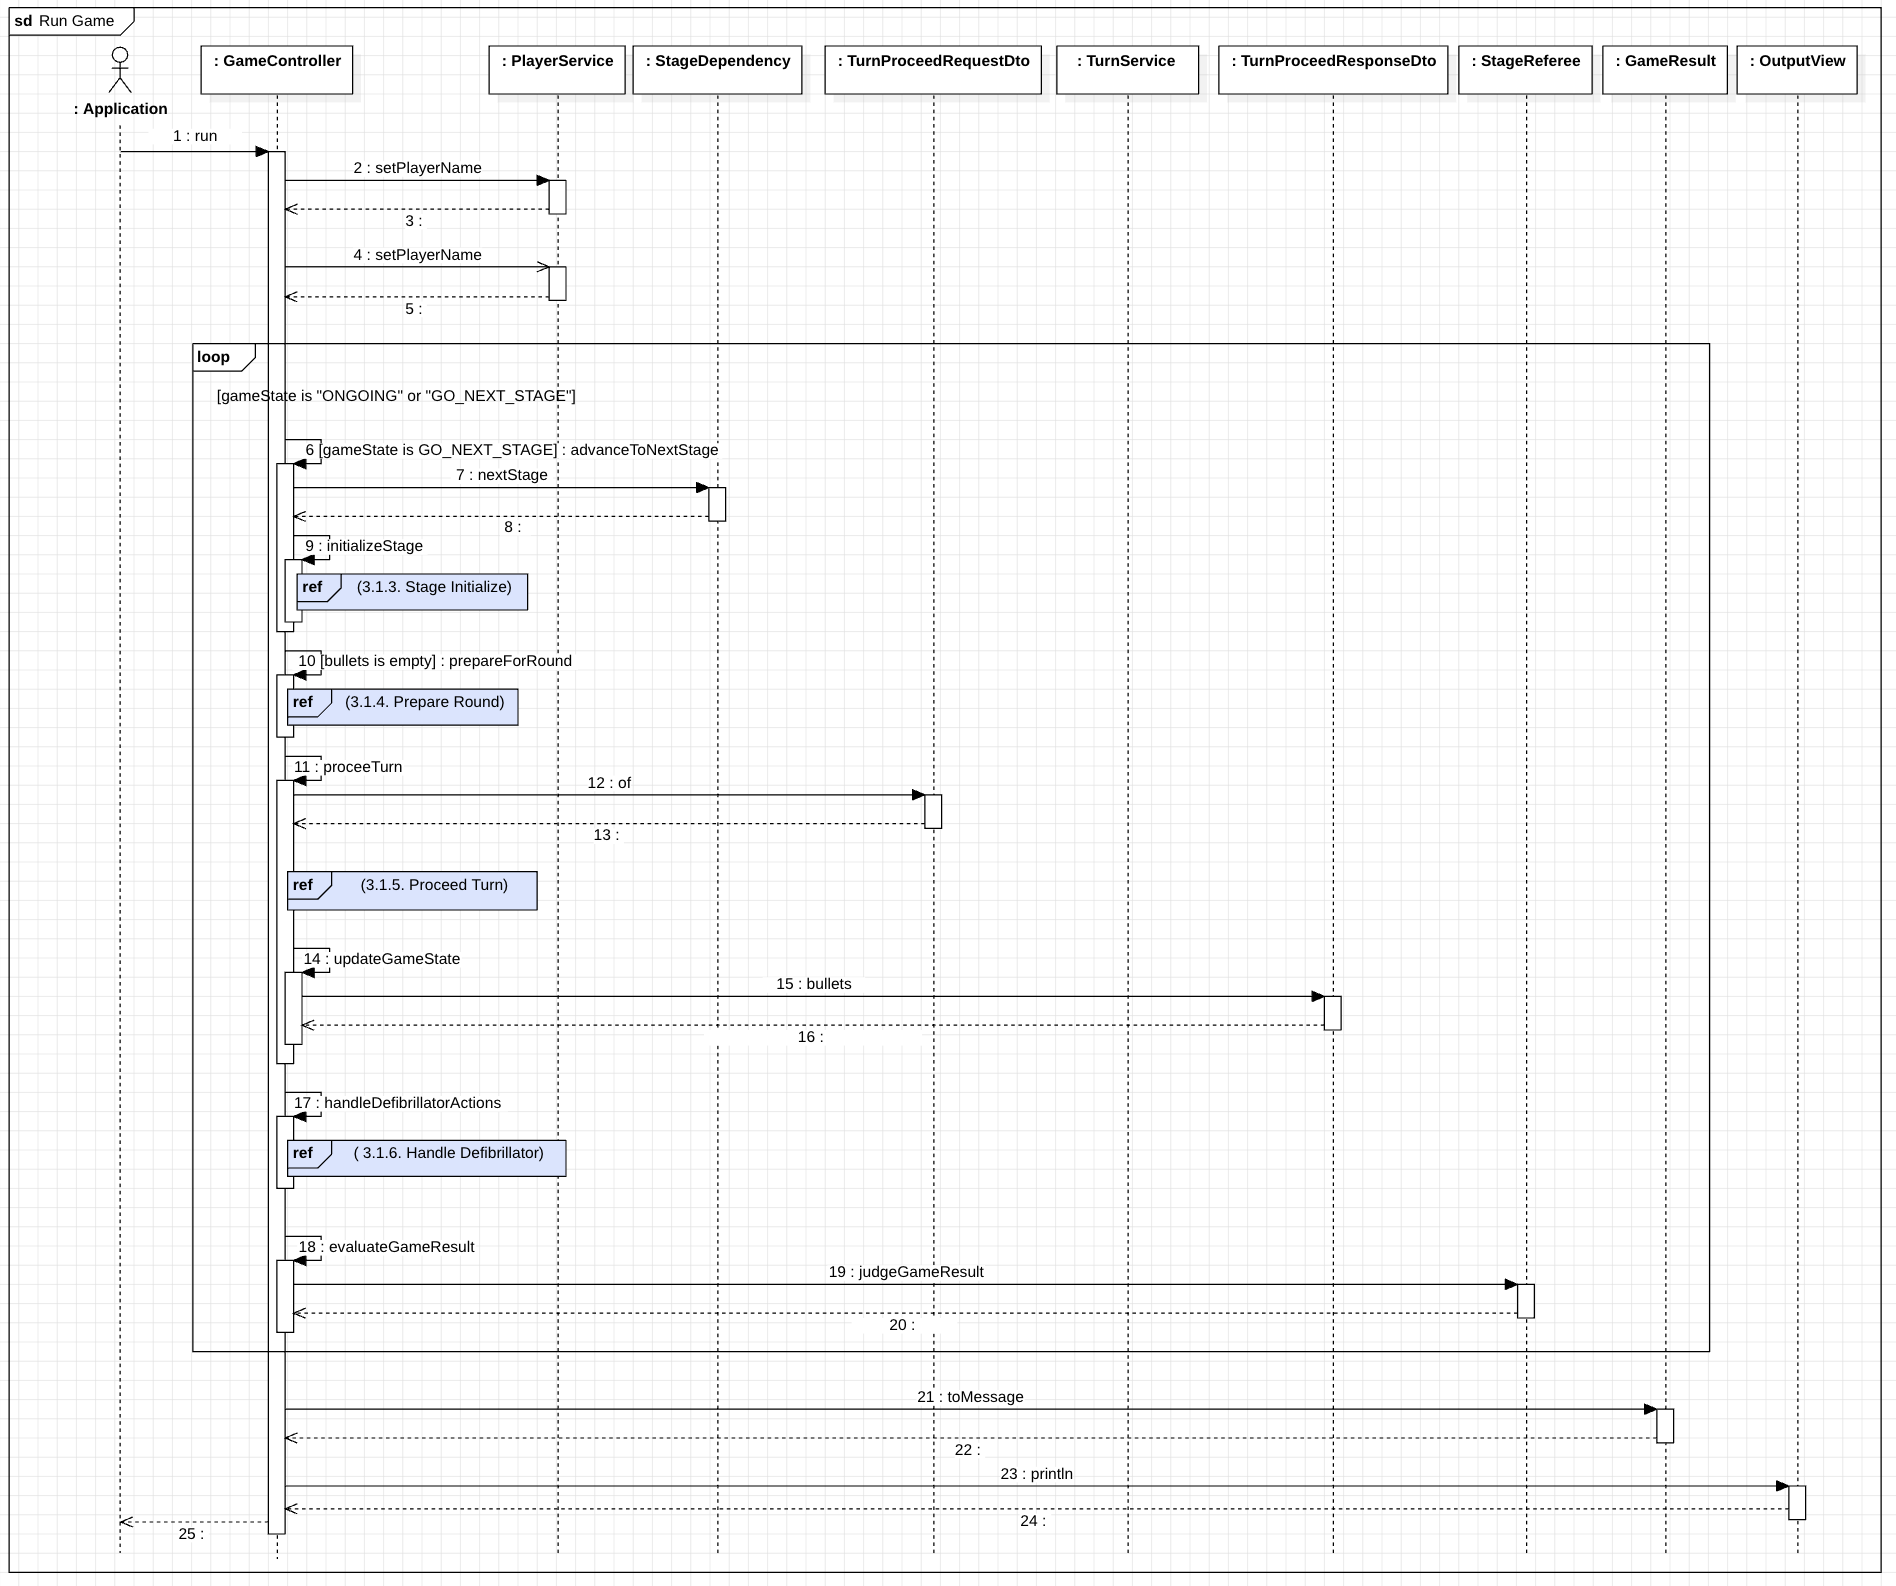 sd Run Game
: Application
: GameController
: PlayerService
: StageDependency
: TurnProceedRequestDto
: TurnService
: TurnProceedResponseDto
: StageReferee
: GameResult
: OutputView
1 : run
2 : setPlayerName
3 :
4 : setPlayerName
5 :
loop
[gameState is "ONGOING" or "GO_NEXT_STAGE"]
6 [gameState is GO_NEXT_STAGE] : advanceToNextStage
7 : nextStage
8 :
9 : initializeStage
ref (3.1.3. Stage Initialize)
10 [bullets is empty] : prepareForRound
ref (3.1.4. Prepare Round)
11 : proceeTurn
12 : of
13 :
ref (3.1.5. Proceed Turn)
14 : updateGameState
15 : bullets
16 :
17 : handleDefibrillatorActions
ref ( 3.1.6. Handle Defibrillator)
18 : evaluateGameResult
19 : judgeGameResult
20 :
21 : toMessage
22 :
23 : println
24 :
25 :